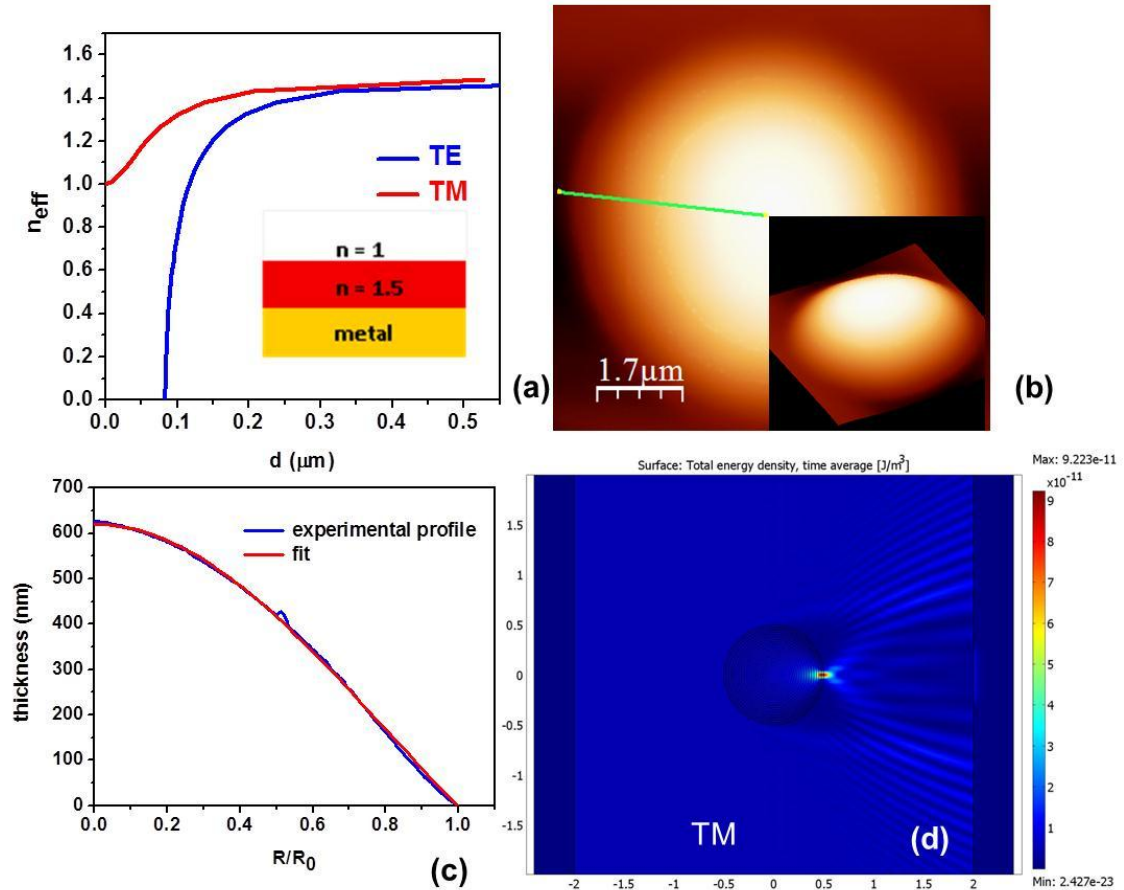 1.6
1.4
1.2
1.0
0.8
0.6
0.4
0.2
0.0
n_eff
TE
TM
n = 1
n = 1.5
metal
0.0 0.1 0.2 0.3 0.4 0.5
d (μm)
(a)
1.7μm
(b)
700
600
500
400
300
200
100
0
thickness (nm)
experimental profile
fit
0.0 0.2 0.4 0.6 0.8 1.0
R/R₀
(c)
Surface: Total energy density, time average [J/m³]
Max: 9.223e-11
x10⁻¹¹
1.5
1
0.5
0
-0.5
-1
-1.5
TM
(d)
9
8
7
6
5
4
3
2
1
Min: 2.427e-23
-2 -1.5 -1 -0.5 0 0.5 1 1.5 2